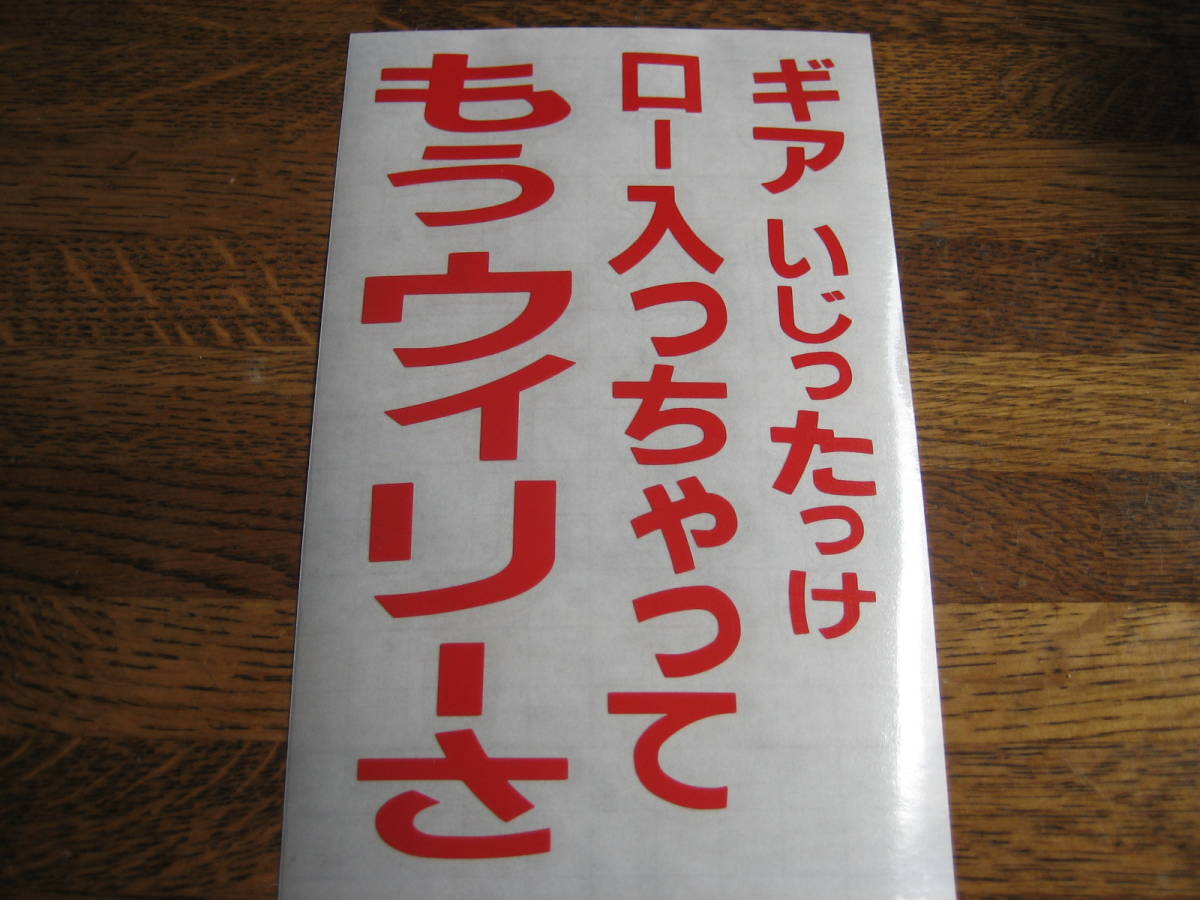 ギア いじったっけ
ロー入っちゃって
もうウイリーさ